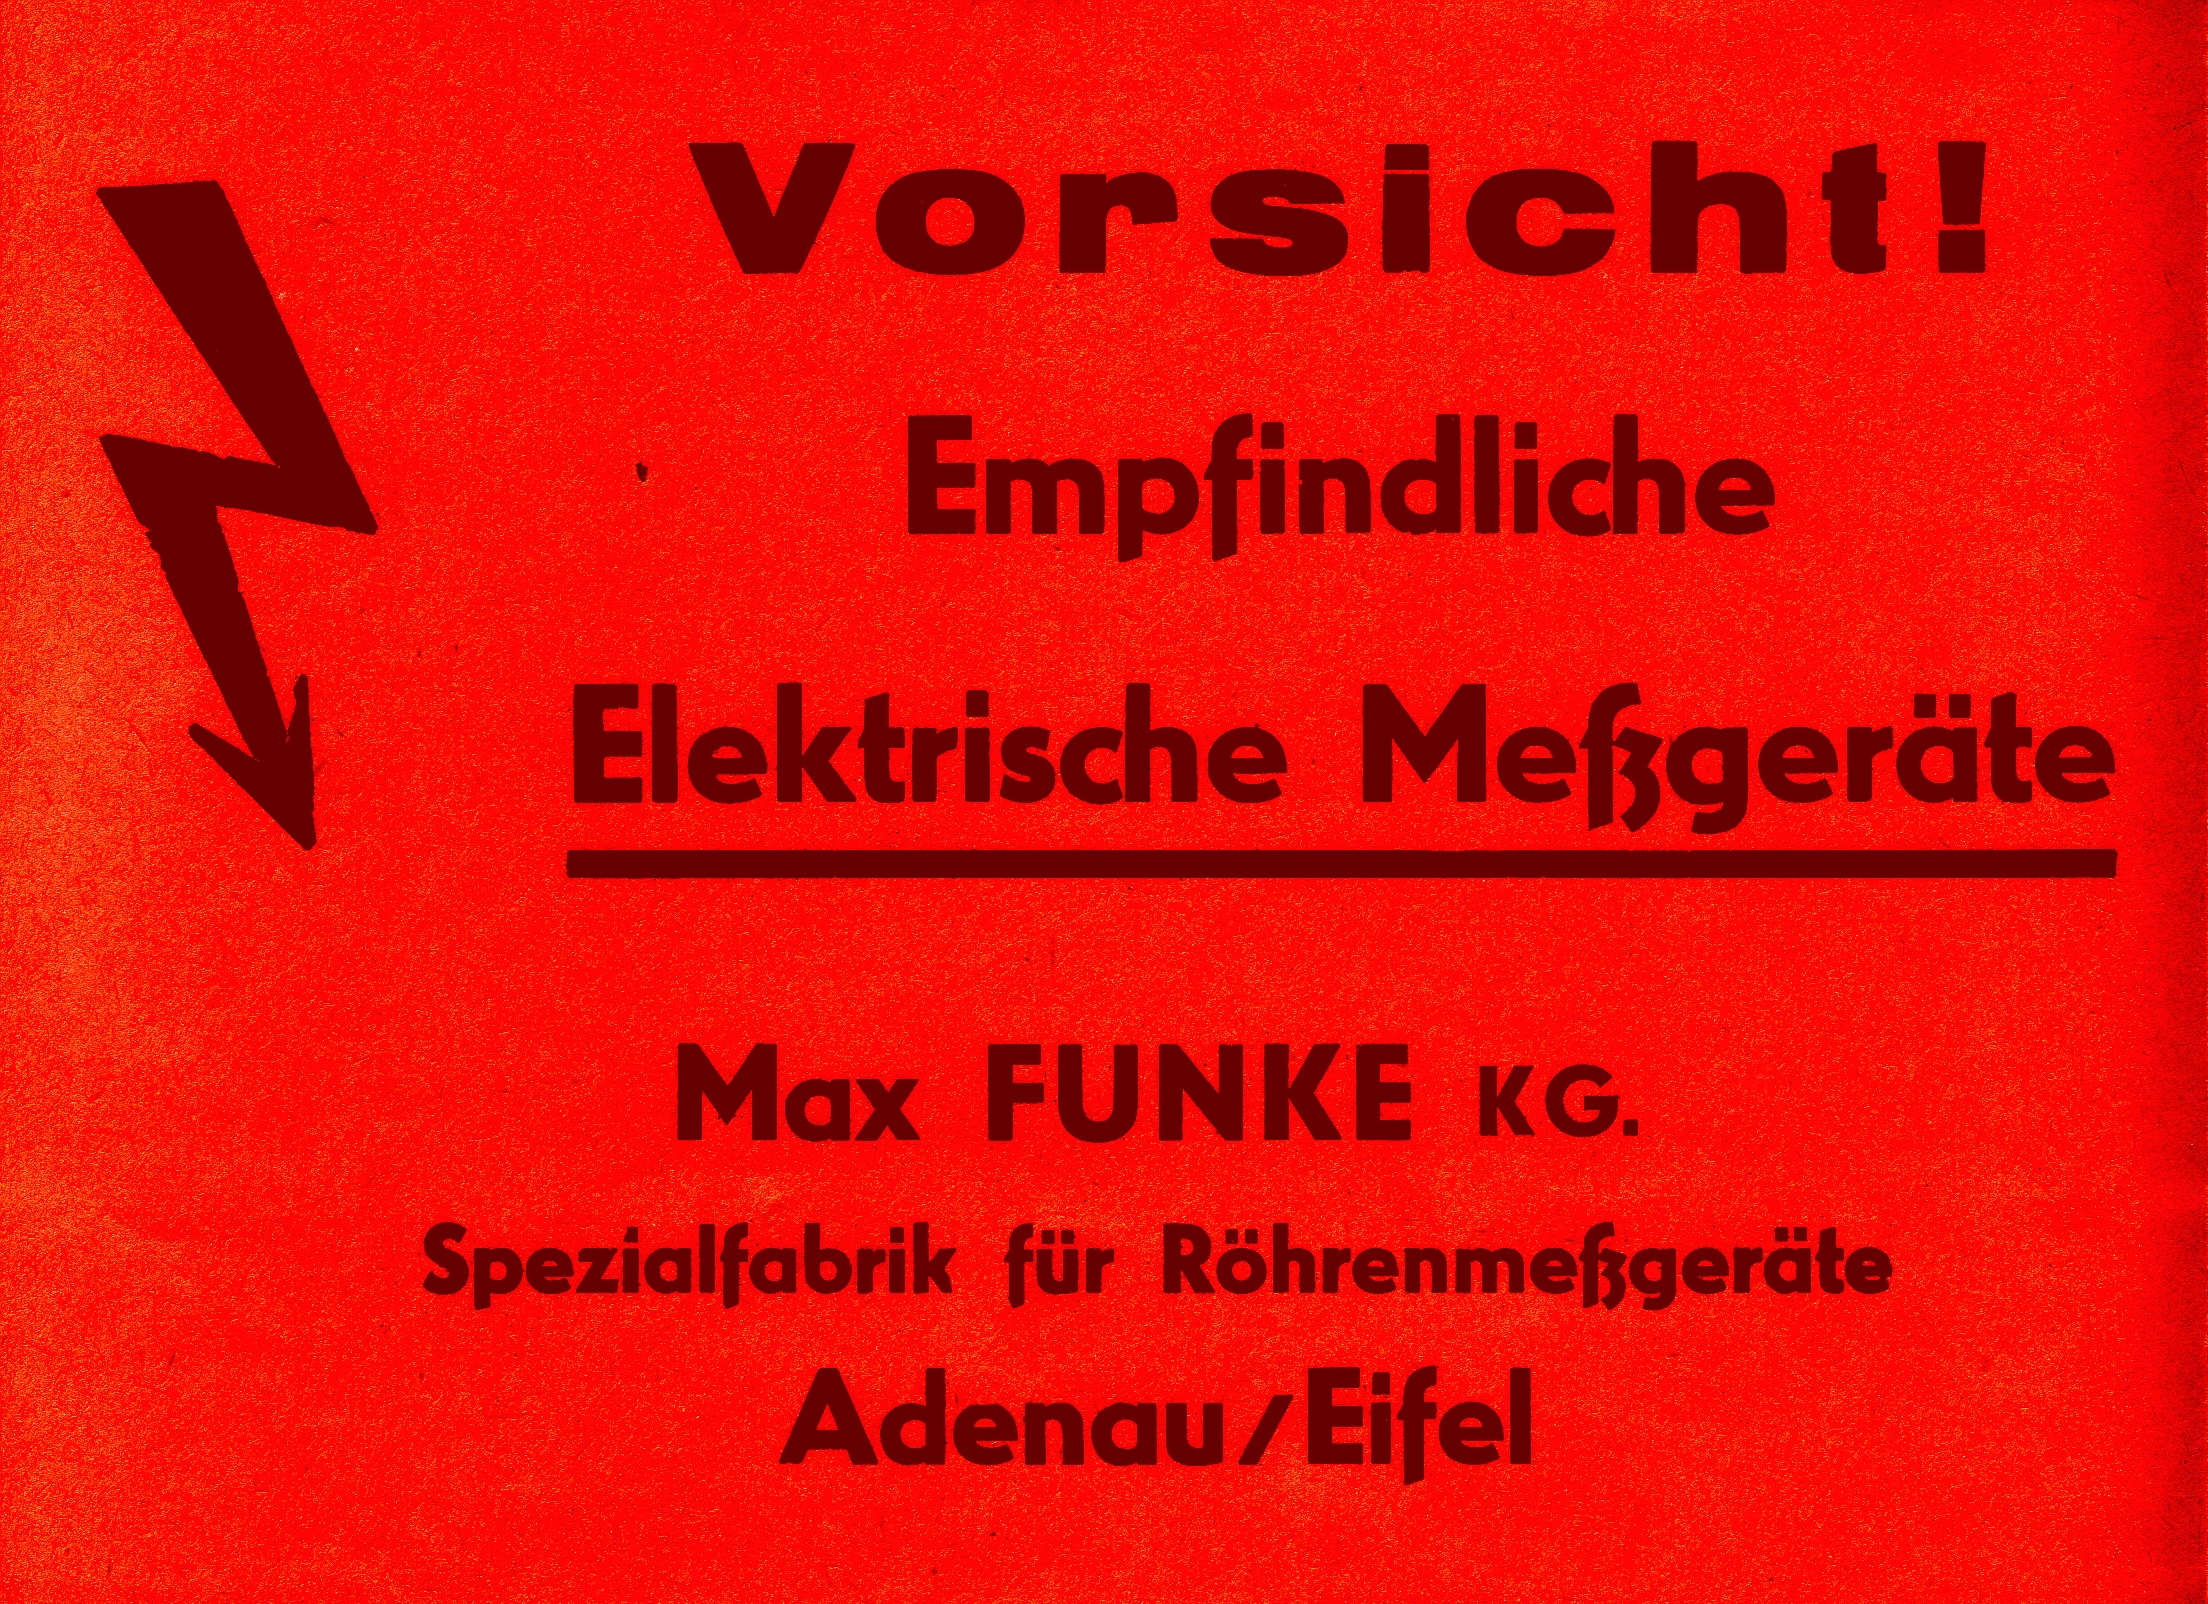 Vorsicht!
Empfindliche
Elektrische Meßgeräte
Max FUNKE KG.
Spezialfabrik für Röhrenmeßgeräte
Adenau/Eifel